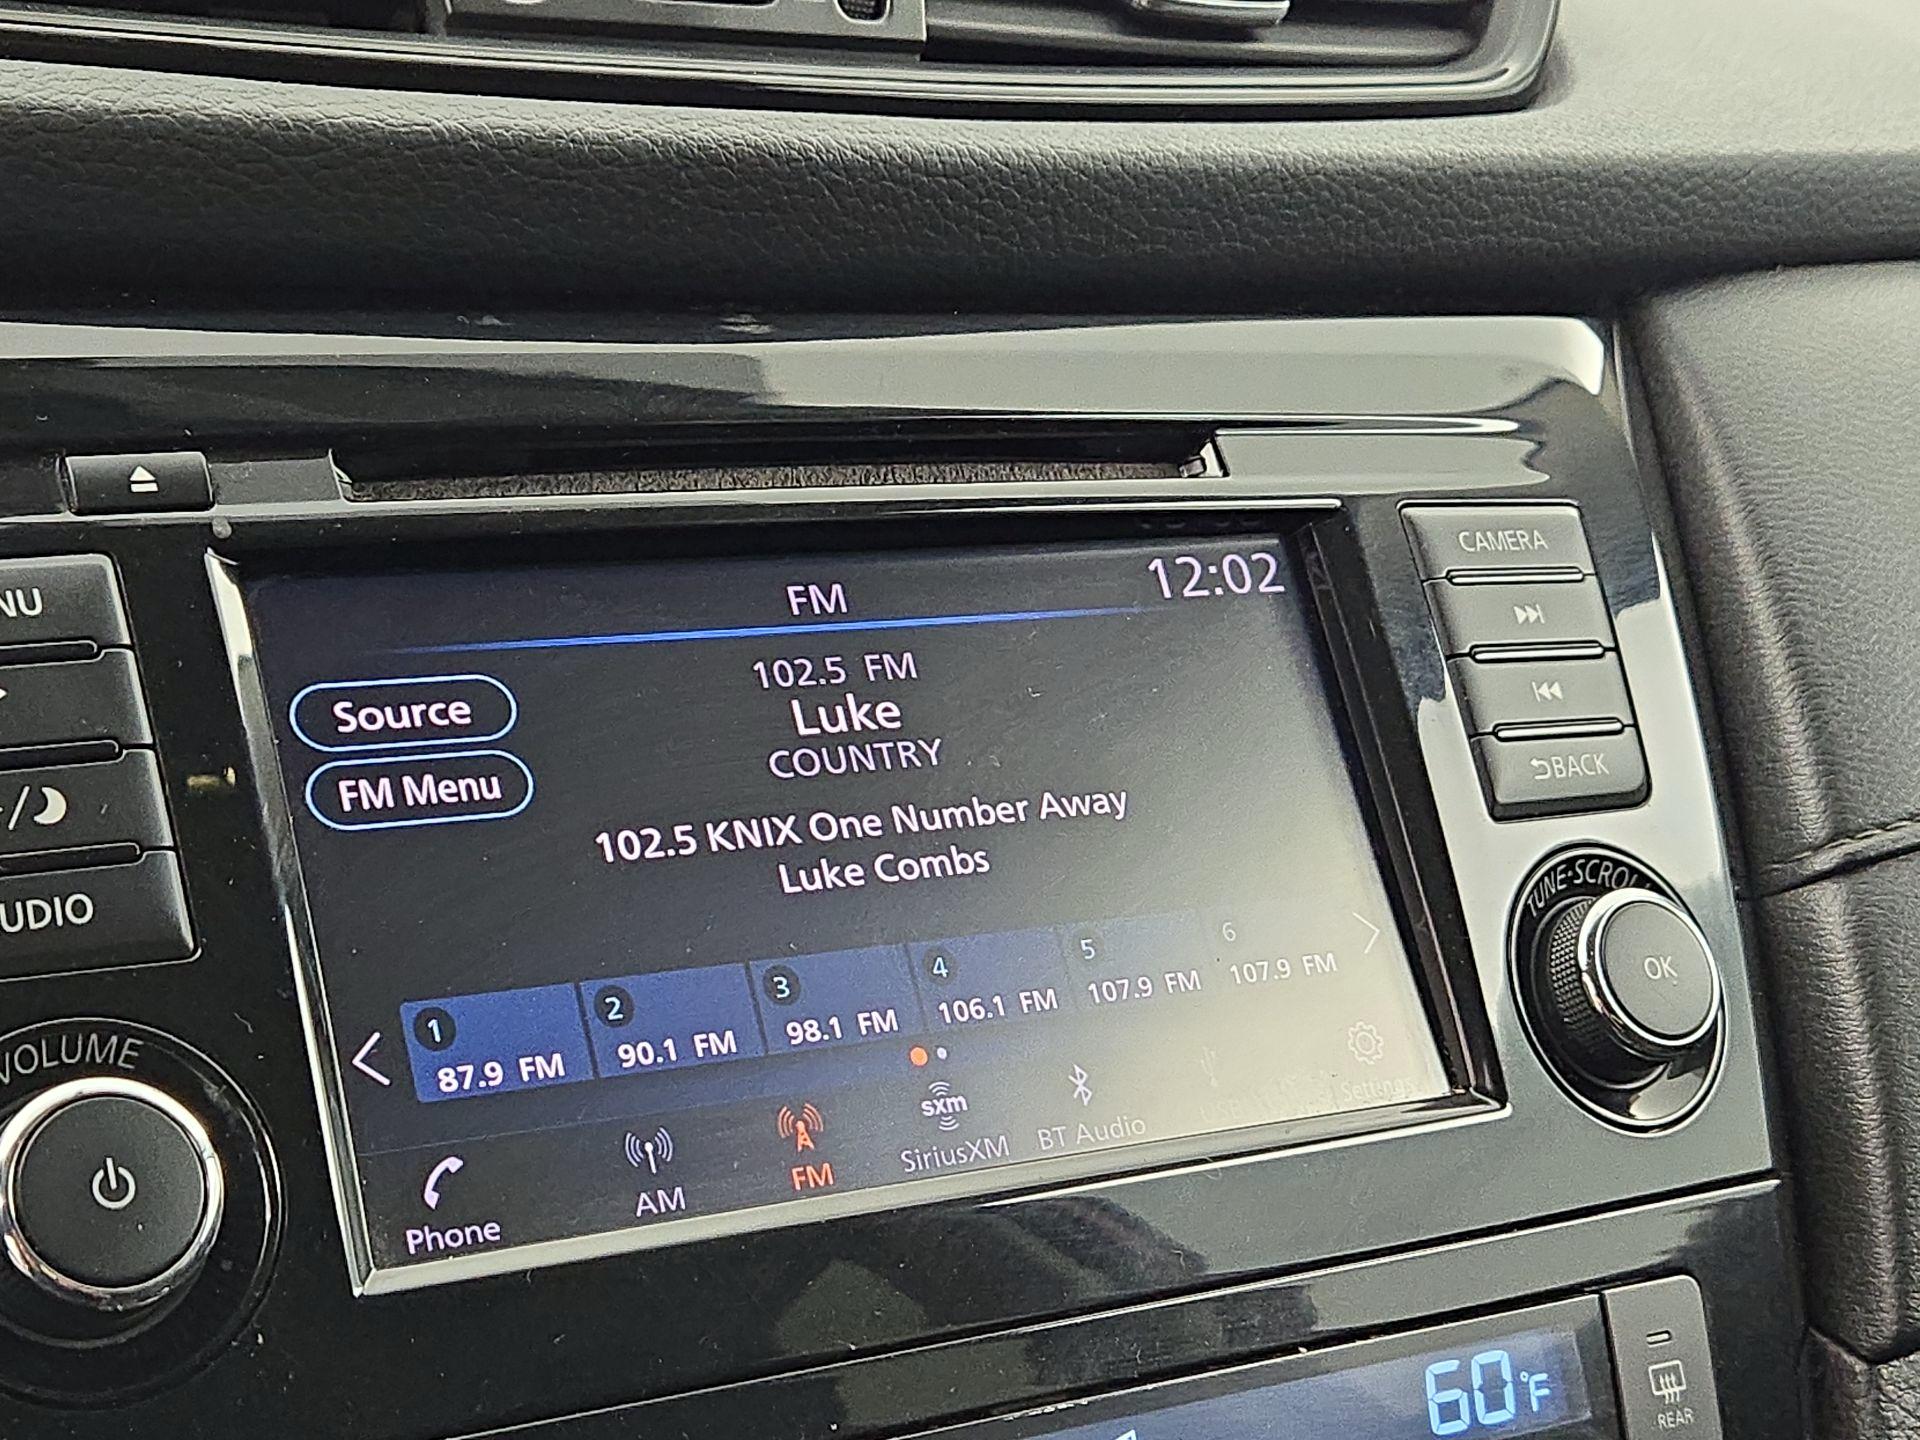 NU
UDIO
VOLUME
FM
12:02
Source
FM Menu
102.5 FM
Luke
COUNTRY
102.5 KNIX One Number Away
Luke Combs
1
87.9 FM
2
90.1 FM
3
98.1 FM
4
106.1 FM
5
107.9 FM
6
107.9 FM
Phone
AM
FM
sxm
SiriusXM
BT Audio
Settings
CAMERA
BACK
TUNE·SCROLL
OK
60°F
REAR